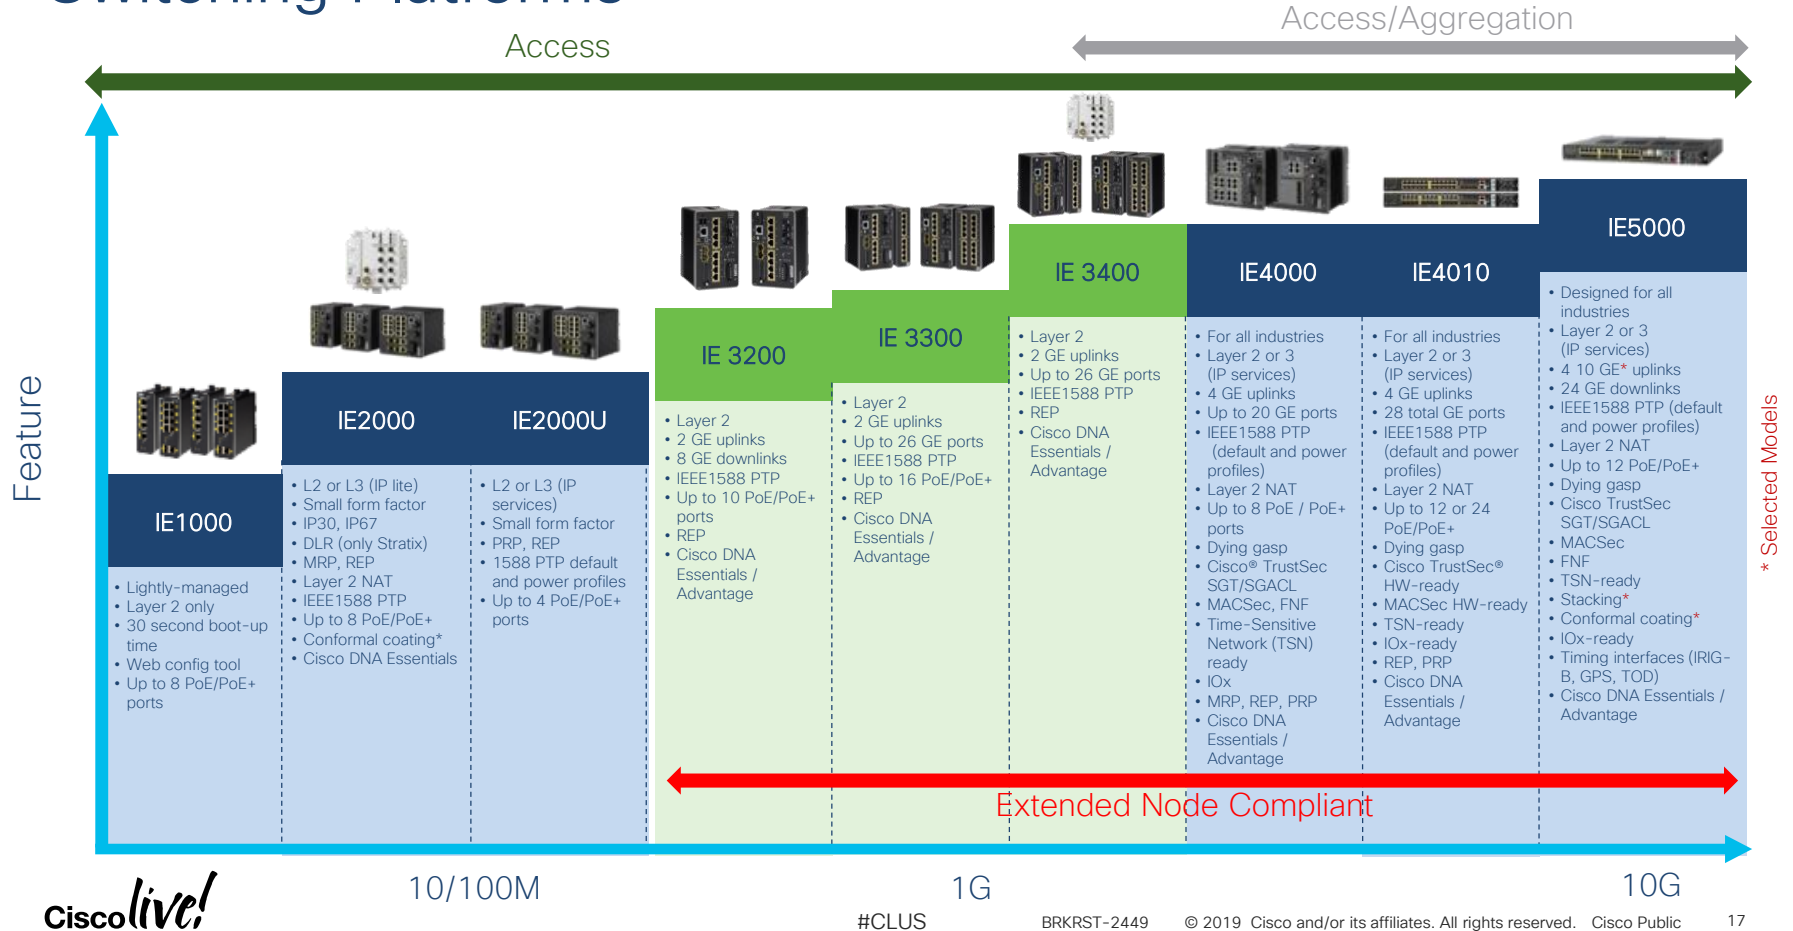 Switching Platforms
Access/Aggregation
Access
Feature
IE1000
• Lightly-managed
• Layer 2 only
• 30 second boot-up
time
• Web config tool
• Up to 8 PoE/PoE+
ports
IE2000
• L2 or L3 (IP lite)
• Small form factor
• IP30, IP67
• DLR (only Stratix)
• MRP, REP
• Layer 2 NAT
• IEEE1588 PTP
• Up to 8 PoE/PoE+
• Conformal coating*
• Cisco DNA Essentials
IE2000U
• L2 or L3 (IP
services)
• Small form factor
• PRP, REP
• 1588 PTP default
and power profiles
• Up to 4 PoE/PoE+
ports
IE 3200
• Layer 2
• 2 GE uplinks
• 8 GE downlinks
• IEEE1588 PTP
• Up to 10 PoE/PoE+
ports
• REP
• Cisco DNA
Essentials /
Advantage
IE 3300
• Layer 2
• 2 GE uplinks
• Up to 26 GE ports
• IEEE1588 PTP
• Up to 16 PoE/PoE+
• REP
• Cisco DNA
Essentials /
Advantage
IE 3400
• Layer 2
• 2 GE uplinks
• Up to 26 GE ports
• IEEE1588 PTP
• REP
• Cisco DNA
Essentials /
Advantage
IE4000
• For all industries
• Layer 2 or 3
(IP services)
• 4 GE uplinks
• Up to 20 GE ports
• IEEE1588 PTP
(default and power
profiles)
• Layer 2 NAT
• Up to 8 PoE / PoE+
ports
• Dying gasp
• Cisco® TrustSec
SGT/SGACL
• MACSec, FNF
• Time-Sensitive
Network (TSN)
ready
• IOx
• MRP, REP, PRP
• Cisco DNA
Essentials /
Advantage
IE4010
• For all industries
• Layer 2 or 3
(IP services)
• 4 GE uplinks
• 28 total GE ports
• IEEE1588 PTP
(default and power
profiles)
• Layer 2 NAT
• Up to 12 or 24
PoE/PoE+
• Dying gasp
• Cisco TrustSec®
HW-ready
• MACSec HW-ready
• TSN-ready
• IOx-ready
• REP, PRP
• Cisco DNA
Essentials /
Advantage
IE5000
• Designed for all
industries
• Layer 2 or 3
(IP services)
• 4 10 GE* uplinks
• 24 GE downlinks
• IEEE1588 PTP (default
and power profiles)
• Layer 2 NAT
• Up to 12 PoE/PoE+
• Dying gasp
• Cisco TrustSec
SGT/SGACL
• MACSec
• FNF
• TSN-ready
• Stacking*
• Conformal coating*
• IOx-ready
• Timing interfaces (IRIG-
B, GPS, TOD)
• Cisco DNA Essentials /
Advantage
* Selected Models
Extended Node Compliant
10/100M
1G
10G
Cisco live!
#CLUS
BRKRST-2449
© 2019 Cisco and/or its affiliates. All rights reserved. Cisco Public
17